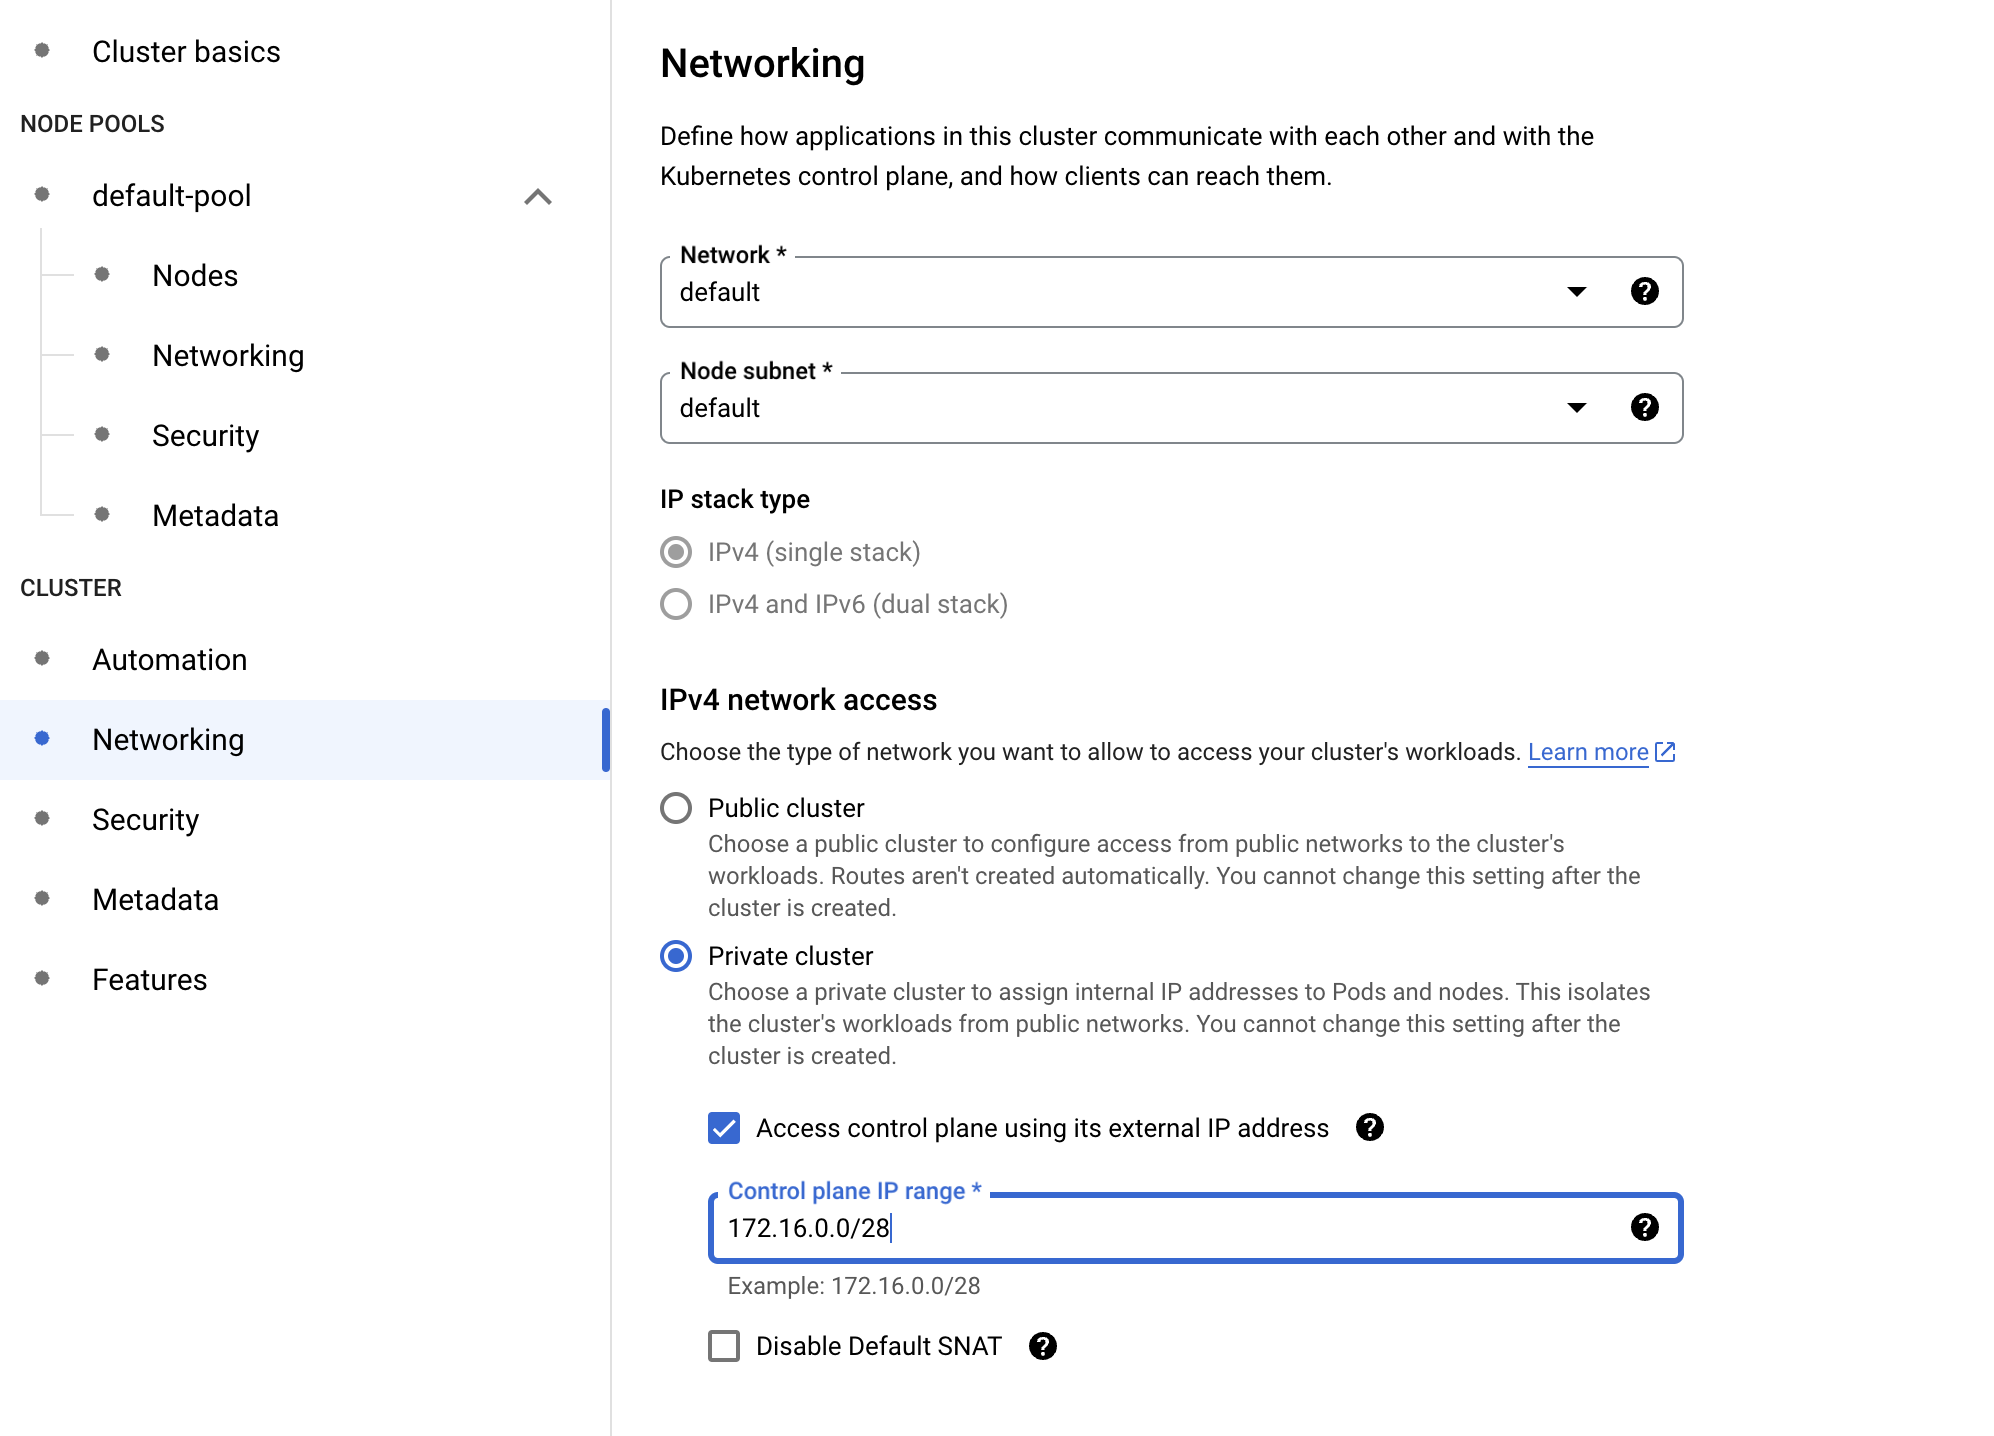 Cluster basics
NODE POOLS
default-pool
Nodes
Networking
Security
Metadata
CLUSTER
Automation
Networking
Security
Metadata
Features
Networking
Define how applications in this cluster communicate with each other and with the
Kubernetes control plane, and how clients can reach them.
Network *
default
Node subnet *
default
IP stack type
IPv4 (single stack)
IPv4 and IPv6 (dual stack)
IPv4 network access
Choose the type of network you want to allow to access your cluster's workloads. Learn more
Public cluster
Choose a public cluster to configure access from public networks to the cluster's
workloads. Routes aren't created automatically. You cannot change this setting after the
cluster is created.
Private cluster
Choose a private cluster to assign internal IP addresses to Pods and nodes. This isolates
the cluster's workloads from public networks. You cannot change this setting after the
cluster is created.
Access control plane using its external IP address
Control plane IP range *
172.16.0.0/28
Example: 172.16.0.0/28
Disable Default SNAT